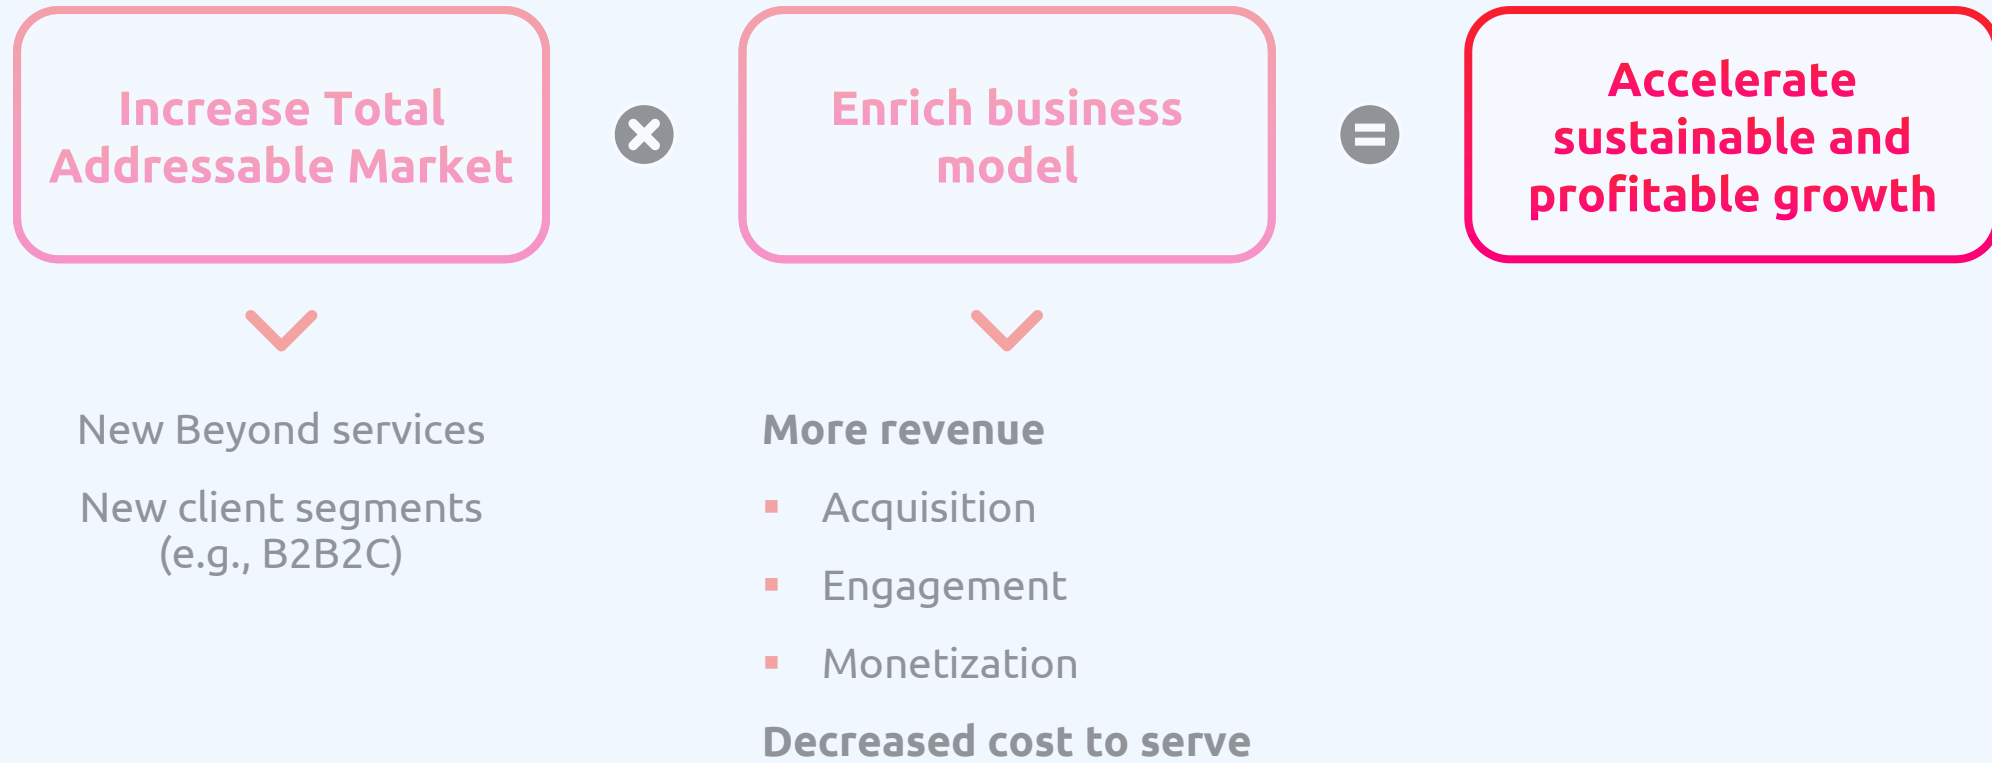 Increase Total
Addressable Market
Enrich business
model
Accelerate
sustainable and
profitable growth
New Beyond services
New client segments
(e.g., B2B2C)
More revenue
▪ Acquisition
▪ Engagement
▪ Monetization
Decreased cost to serve